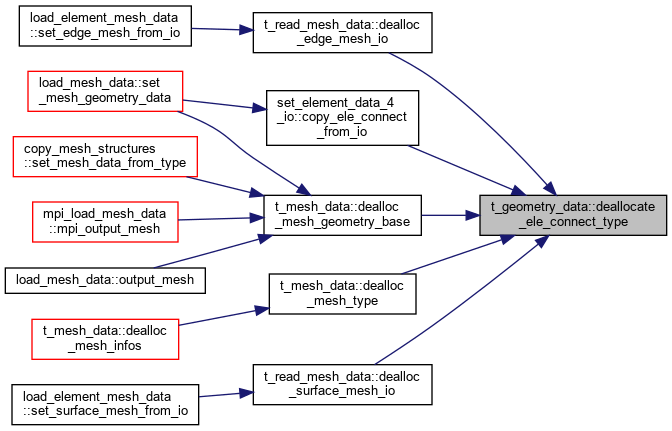 load_element_mesh_data
::set_edge_mesh_from_io
t_read_mesh_data::dealloc
_edge_mesh_io
load_mesh_data::set
_mesh_geometry_data
set_element_data_4
_io::copy_ele_connect
_from_io
copy_mesh_structures
::set_mesh_data_from_type
t_mesh_data::dealloc
_mesh_geometry_base
t_geometry_data::deallocate
_ele_connect_type
mpi_load_mesh_data
::mpi_output_mesh
load_mesh_data::output_mesh
t_mesh_data::dealloc
_mesh_type
t_mesh_data::dealloc
_mesh_infos
t_read_mesh_data::dealloc
_surface_mesh_io
load_element_mesh_data
::set_surface_mesh_from_io